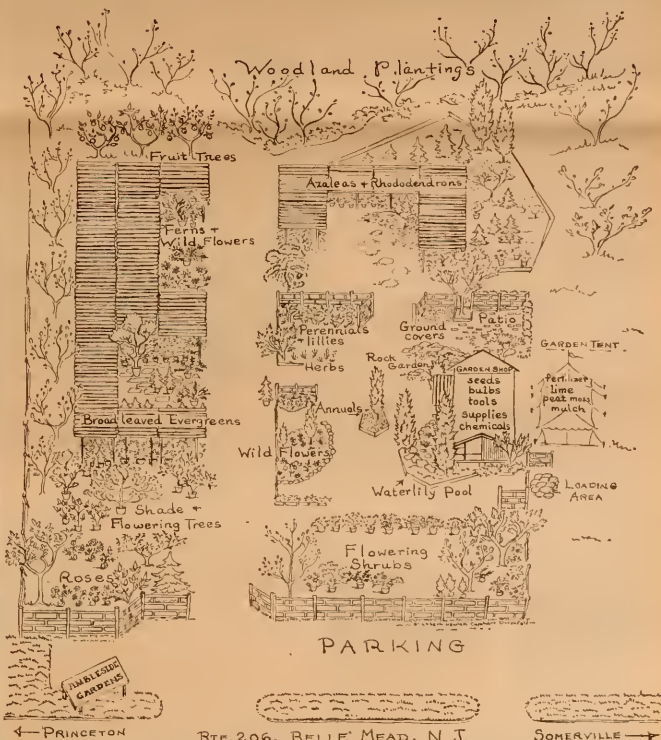 Woodland Plantings
Fruit Trees
Azaleas + Rhododendrons
Ferns +
Wild Flowers
Perennials
+ lillies
Herbs
Ground
covers
Patio
GARDEN TENT
Rock
Garden
GARDEN SHOP
seeds
bulbs
tools
supplies
chemicals
Fertilizer
lime
peat moss
mulch
Annuals
Broad leaved Evergreens
Wild Flowers
Waterlily Pool
LOADING
AREA
Shade +
Flowering Trees
Flowering
Shrubs
Roses
PARKING
AMBLESIDE
GARDENS
←PRINCETON
RTE 206, BELLE MEAD, N.J.
SOMERVILLE→